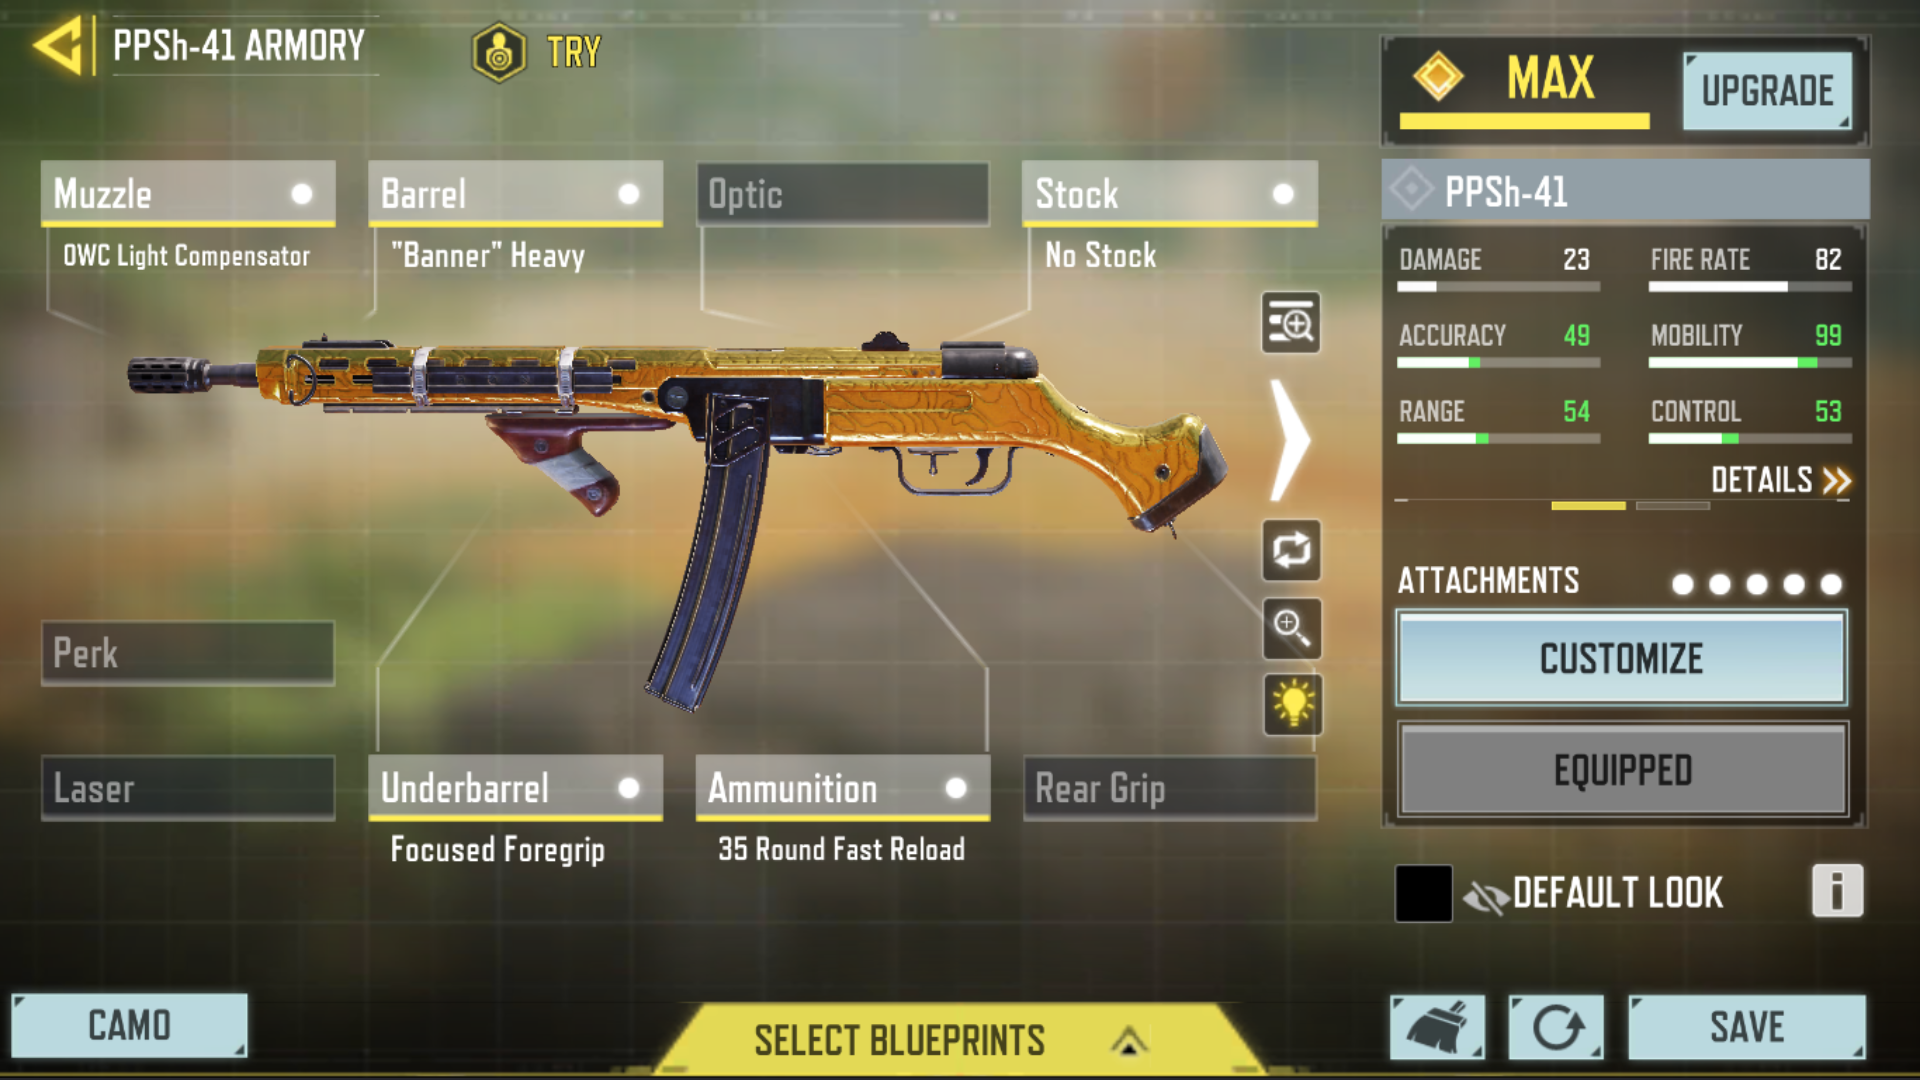 PPSh-41 ARMORY
TRY
MAX
UPGRADE
Muzzle
Barrel
Optic
Stock
OWC Light Compensator
"Banner" Heavy
No Stock
PPSh-41
DAMAGE 23
FIRE RATE 82
ACCURACY 49
MOBILITY 99
RANGE 54
CONTROL 53
DETAILS
ATTACHMENTS
CUSTOMIZE
EQUIPPED
Perk
Laser
Underbarrel
Ammunition
Rear Grip
Focused Foregrip
35 Round Fast Reload
DEFAULT LOOK
CAMO
SELECT BLUEPRINTS
SAVE